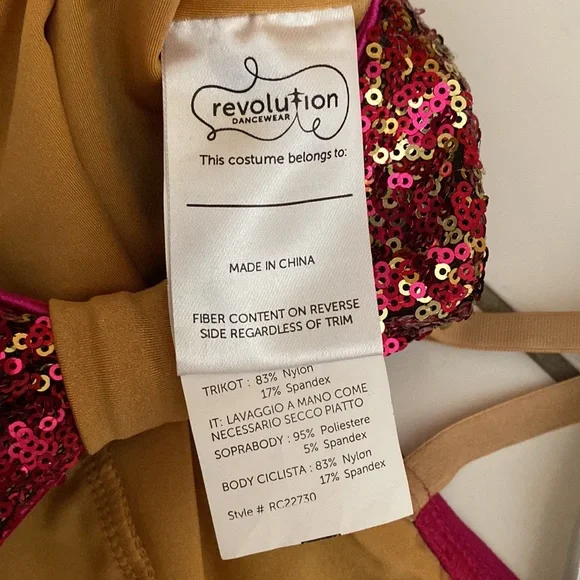 revolution
DANCEWEAR
This costume belongs to:
MADE IN CHINA
FIBER CONTENT ON REVERSE
SIDE REGARDLESS OF TRIM
TRIKOT : 83% Nylon
17% Spandex
IT: LAVAGGIO A MANO COME
NECESSARIO SECCO PIATTO
SOPRABODY : 95% Poliestere
5% Spandex
BODY CICLISTA : 83% Nylon
17% Spandex
Style # RC22730